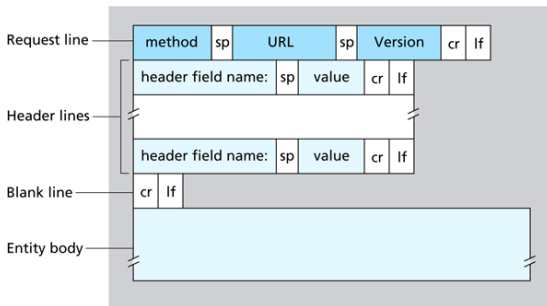 Request line method sp URL sp Version cr lf
header field name: sp value cr lf
Header lines
header field name: sp value cr lf
Blank line cr lf
Entity body